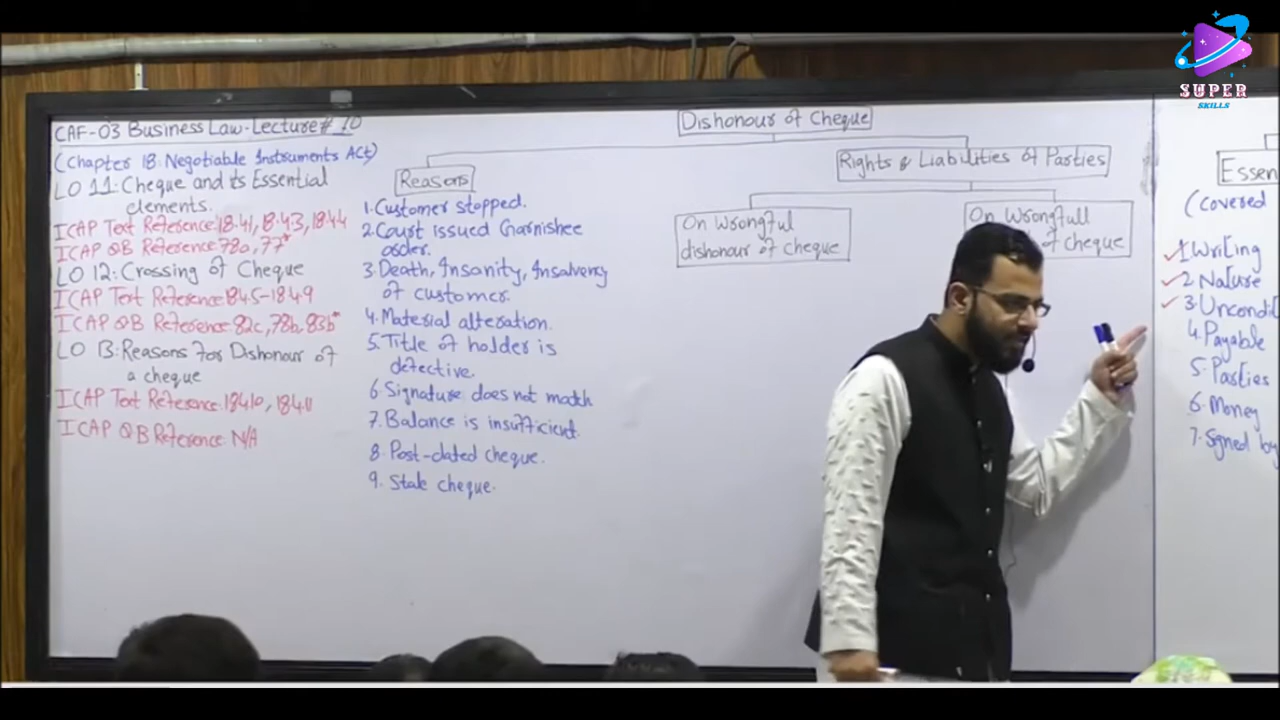 SUPER
SKILLS
CAF-03 Business Law-Lecture # 70
(Chapter 18: Negotiable Instruments Act)
LO 11: Cheque and its Essential
elements.
ICAP Text Reference: 18.41, 18.43, 18.44
ICAP QB Reference: 78a, 77*
LO 12: Crossing of Cheque
ICAP Text Reference: 18.45-18.4.9
ICAP QB Reference: 82c, 78b, 83b*
LO 13: Reasons for Dishonour of
a cheque
ICAP Text Reference: 18.4.10, 18.4.11
ICAP QB Reference: N/A
Dishonour of Cheque
Reasons
1. Customer stopped.
2. Court issued Garnishee
order.
3. Death, Insanity, Insolvency
of customer.
4. Material alteration.
5. Title of holder is
defective.
6. Signature does not match
7. Balance is insufficient.
8. Post-dated cheque.
9. Stale cheque.
Rights & Liabilities of Parties
On wrongful
dishonour of cheque
On wrongfull
of cheque
Essen
(covered
1. Writing
2. Nature
3. Uncondit
4. Payable
5. Parties
6. Money
7. Signed by